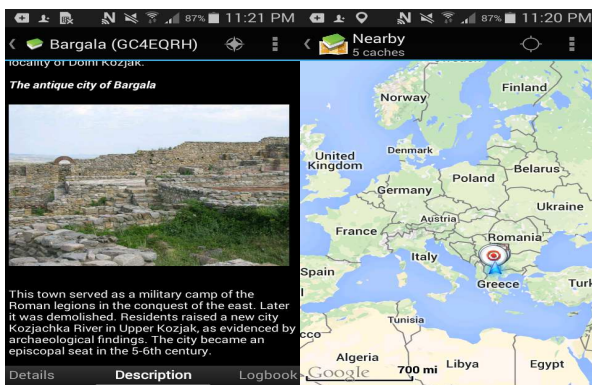 87% 11:21 PM
Bargala (GC4EQRH)
locality of Dolni Kozjak.
The antique city of Bargala
This town served as a military camp of the
Roman legions in the conquest of the east. Later
it was demolished. Residents raised a new city
Kozjachka River in Upper Kozjak, as evidenced by
archaeological findings. The city became an
episcopal seat in the 5-6th century.
Details Description Logbook
87% 11:20 PM
Nearby
5 caches
Finland
Norway
Denmark
United
Kingdom
Belarus
Poland
Germany
Ukraine
Austria
France
Romania
Italy
Spain
Greece
Turk
Tunisia
cco
Algeria
Libya
Egypt
Google
700 mi